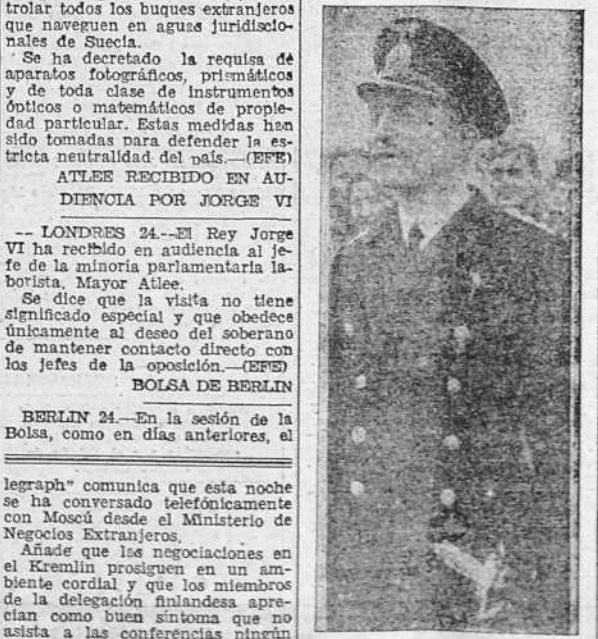 trolar todos los buques extranjeros
que naveguen en aguas juridiscio-
nales de Suecia.
Se ha decretado la requisa de
aparatos fotográficos, prismáticos
y de toda clase de instrumentos
ópticos o matemáticos de propie-
dad particular. Estas medidas han
sido tomadas para defender la es-
tricta neutralidad del país.—(EFE)
ATLEE RECIBIDO EN AU-
DIENCIA POR JORGE VI
-- LONDRES 24.--El Rey Jorge
VI ha recibido en audiencia al je-
fe de la minoría parlamentaria la-
borista, Mayor Atlee.
Se dice que la visita no tiene
significado especial y que obedece
únicamente al deseo del soberano
de mantener contacto directo con
los jefes de la oposición.—(EFE)
BOLSA DE BERLIN
BERLIN 24.—En la sesión de la
Bolsa, como en días anteriores, el
legraph" comunica que esta noche
se ha conversado telefónicamente
con Moscú desde el Ministerio de
Negocios Extranjeros.
Añade que las negociaciones en
el Kremlin prosiguen en un am-
biente cordial y que los miembros
de la delegación finlandesa apre-
cian como buen síntoma que no
asista a las conferencias ningún